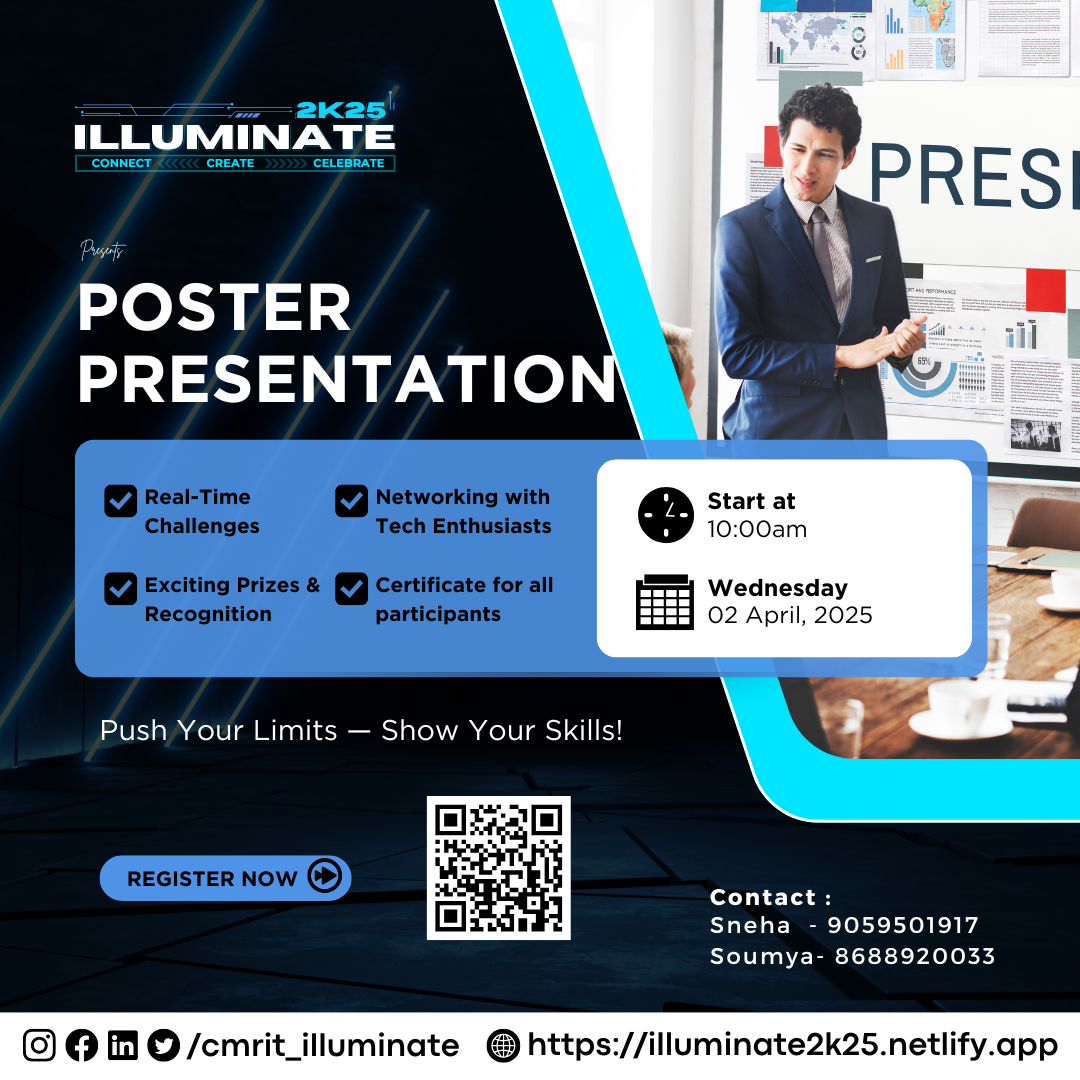 2K25
ILLUMINATE
CONNECT <<<<< CREATE >>>>> CELEBRATE
Presents
POSTER
PRESENTATION
Real-Time
Challenges
Networking with
Tech Enthusiasts
Exciting Prizes &
Recognition
Certificate for all
participants
Start at
10:00am
Wednesday
02 April, 2025
Push Your Limits — Show Your Skills!
REGISTER NOW
Contact :
Sneha - 9059501917
Soumya- 8688920033
/cmrit_illuminate
https://illuminate2k25.netlify.app
PRES
65%